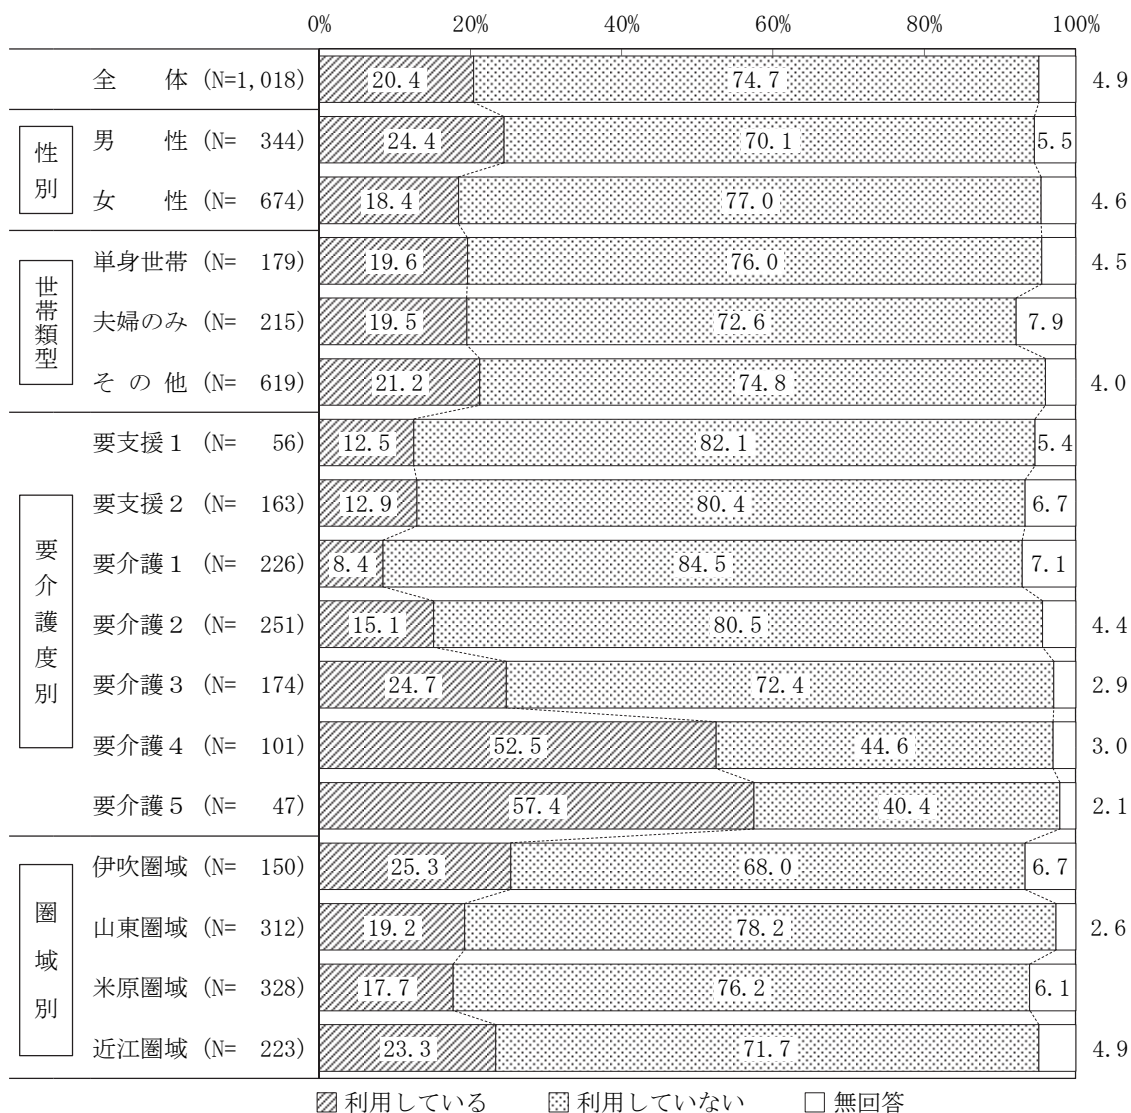 0% 20% 40% 60% 80% 100%
全　体 (N=1,018) 20.4 74.7 4.9
性別
男　性 (N= 344) 24.4 70.1 5.5
女　性 (N= 674) 18.4 77.0 4.6
世帯類型
単身世帯 (N= 179) 19.6 76.0 4.5
夫婦のみ (N= 215) 19.5 72.6 7.9
その他 (N= 619) 21.2 74.8 4.0
要介護度別
要支援１ (N= 56) 12.5 82.1 5.4
要支援２ (N= 163) 12.9 80.4 6.7
要介護１ (N= 226) 8.4 84.5 7.1
要介護２ (N= 251) 15.1 80.5 4.4
要介護３ (N= 174) 24.7 72.4 2.9
要介護４ (N= 101) 52.5 44.6 3.0
要介護５ (N= 47) 57.4 40.4 2.1
圏域別
伊吹圏域 (N= 150) 25.3 68.0 6.7
山東圏域 (N= 312) 19.2 78.2 2.6
米原圏域 (N= 328) 17.7 76.2 6.1
近江圏域 (N= 223) 23.3 71.7 4.9
利用している 利用していない 無回答